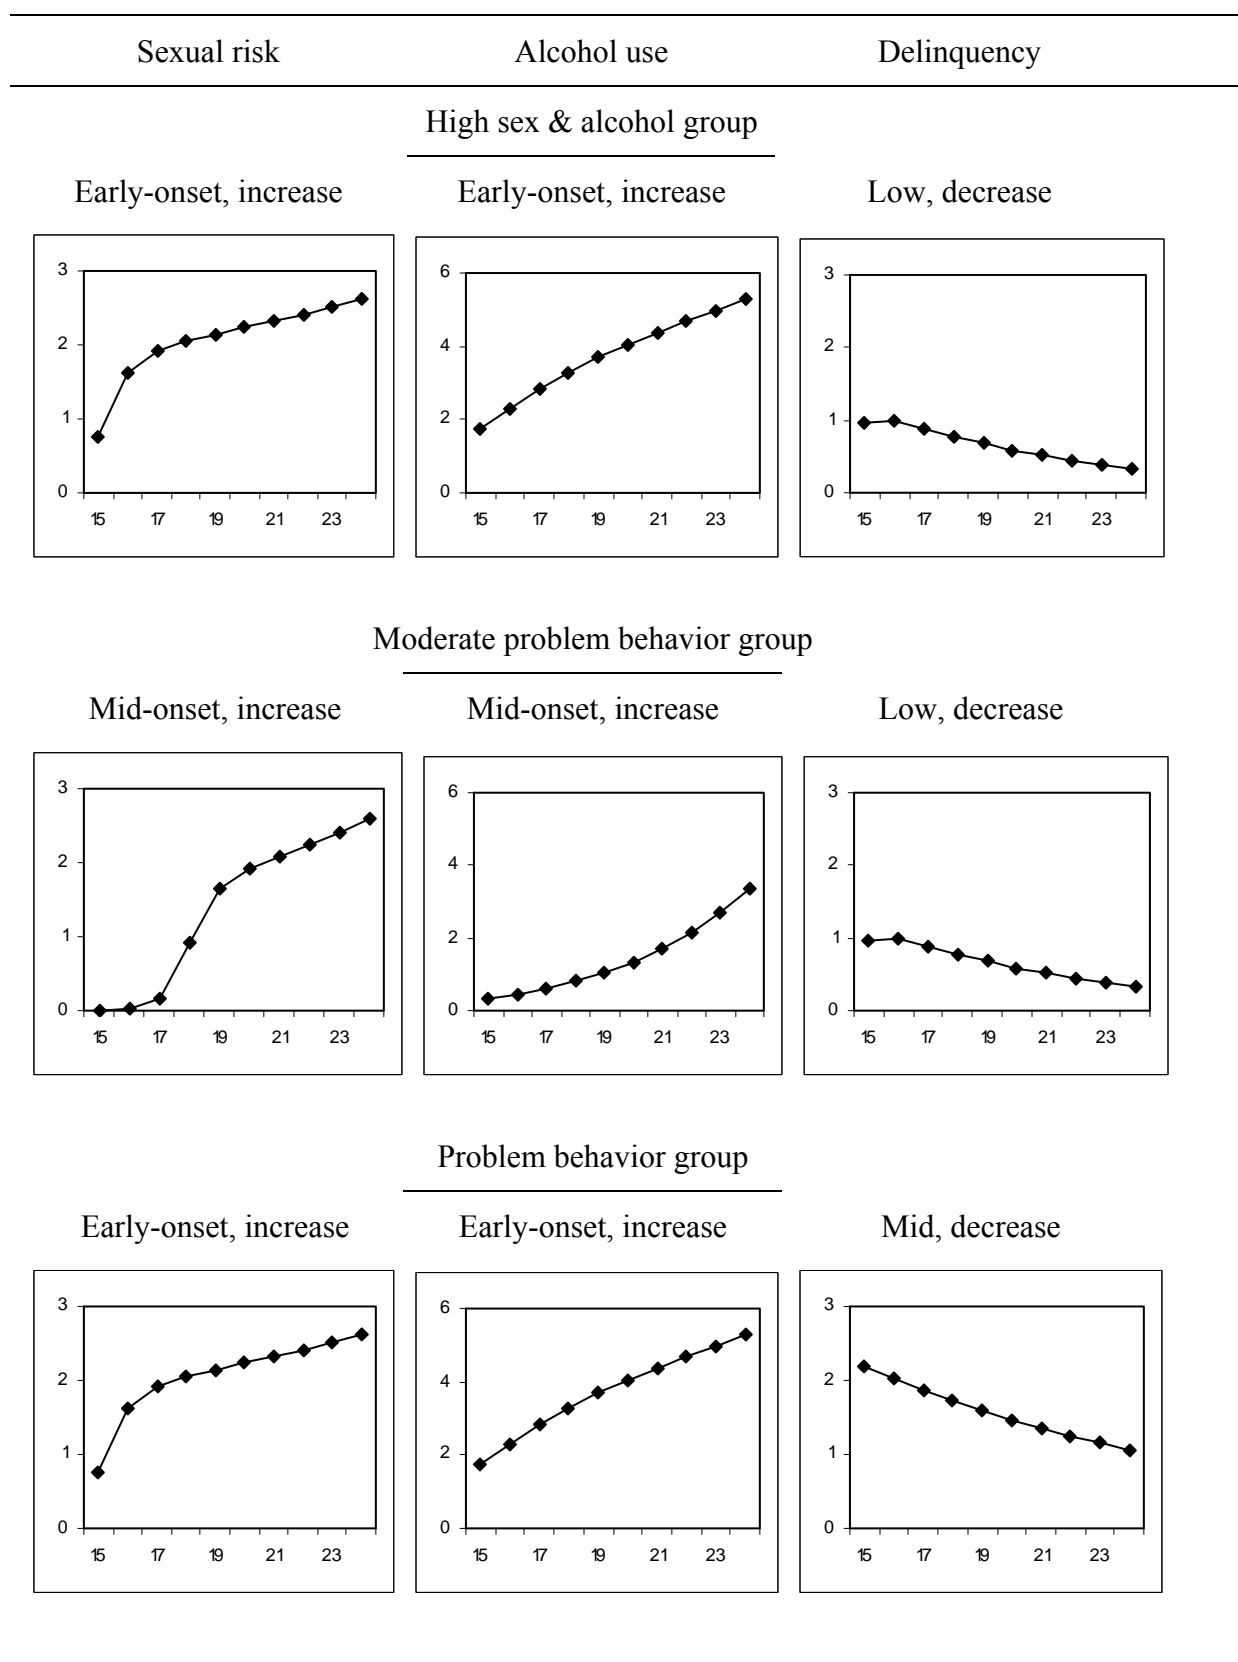 Sexual risk Alcohol use Delinquency
High sex & alcohol group
Early-onset, increase Early-onset, increase Low, decrease
3 6 3
2 4 2
1 2 1
0 0 0
15 17 19 21 23 15 17 19 21 23 15 17 19 21 23
Moderate problem behavior group
Mid-onset, increase Mid-onset, increase Low, decrease
3 6 3
2 4 2
1 2 1
0 0 0
15 17 19 21 23 15 17 19 21 23 15 17 19 21 23
Problem behavior group
Early-onset, increase Early-onset, increase Mid, decrease
3 6 3
2 4 2
1 2 1
0 0 0
15 17 19 21 23 15 17 19 21 23 15 17 19 21 23